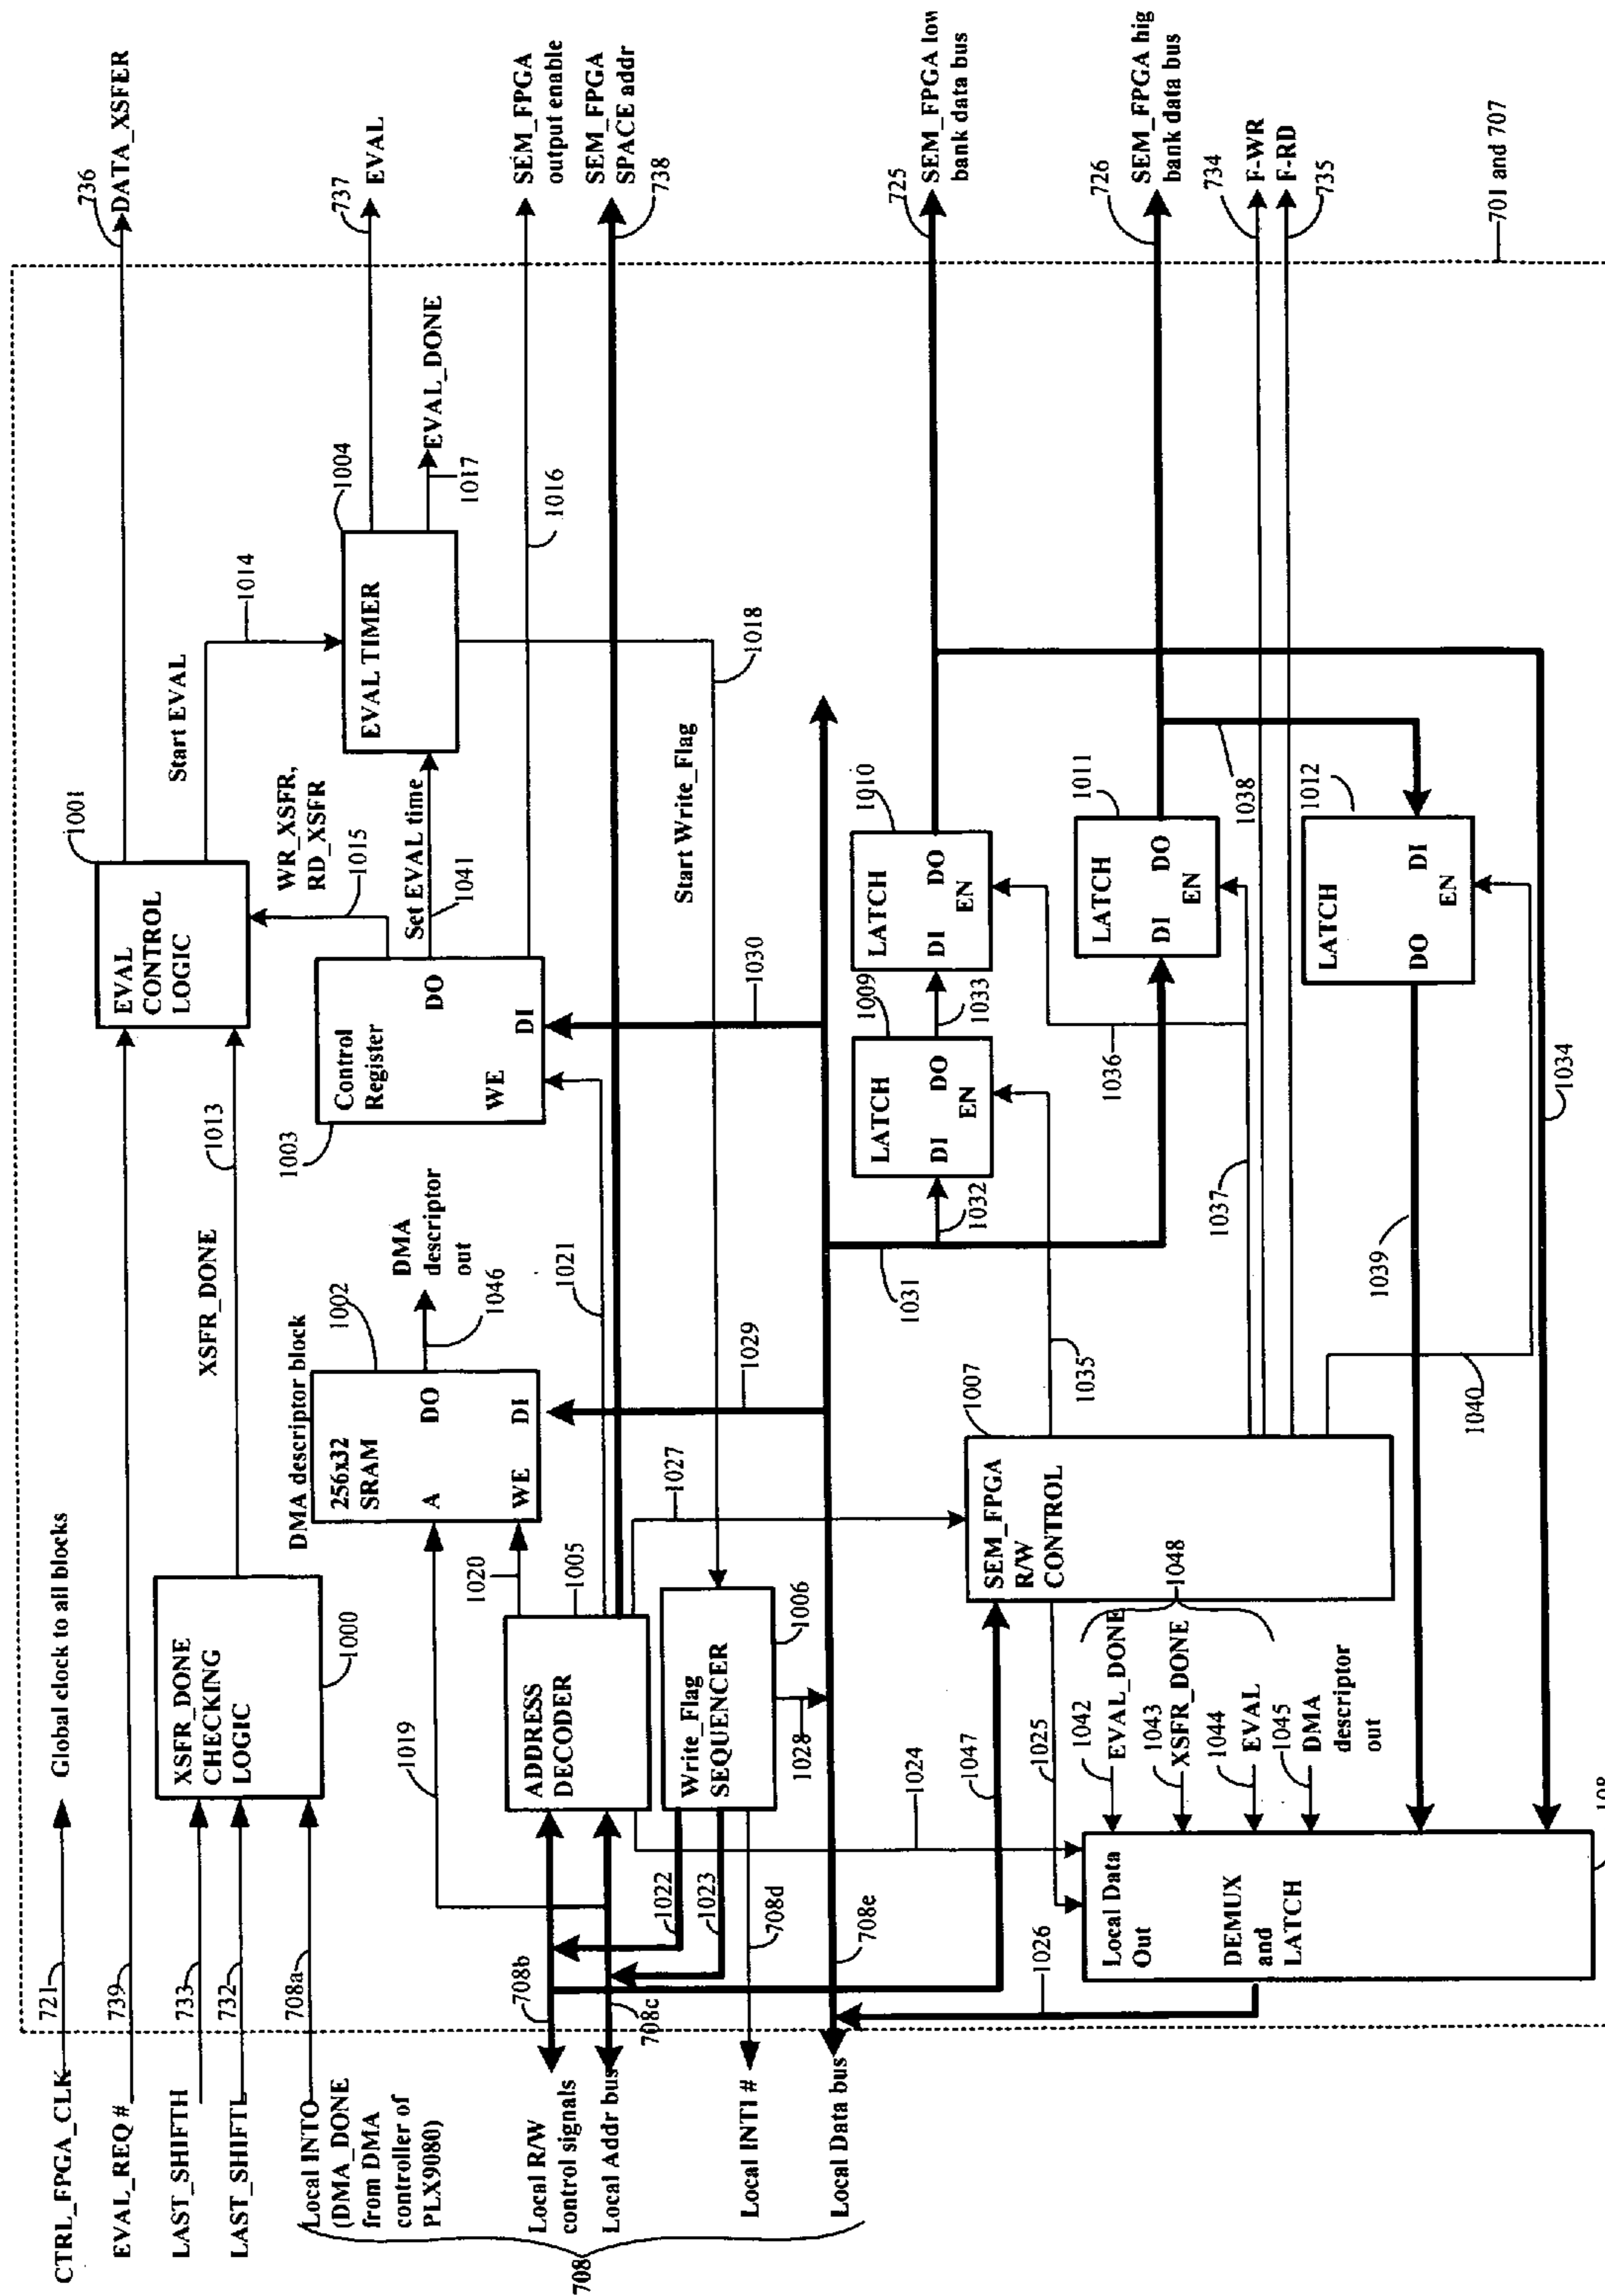 CTRL_FPGA_CLK
721
Global clock to all blocks
EVAL_REQ #
739
LAST_SHIFTH
733
LAST_SHIFTL
732
Local INTO
(DMA_DONE
from DMA
controller of
PLX9080)
708a
708
Local R/W
control signals
708b
Local Addr bus
708c
Local INTI #
708d
Local Data bus
708e
XSFR_DONE
CHECKING
LOGIC
1000
XSFR_DONE
1013
EVAL
CONTROL
LOGIC
1001
736
DATA_XSFER
Start EVAL
1014
WR_XSFR,
RD_XSFR
1015
EVAL TIMER
1004
737
EVAL
EVAL_DONE
1017
Set EVAL time
1041
DMA descriptor block
256x32
SRAM
A
DO
WE
DI
1002
DMA
descriptor
out
1046
Control
Register
DO
WE
DI
1003
1016
SEM_FPGA
output enable
SEM_FPGA
SPACE addr
738
1018
Start Write_Flag
1019
1020
1005
ADDRESS
DECODER
1021
1027
1029
1030
Write_Flag
SEQUENCER
1006
1022
1023
1028
1024
1047
1025
1026
SEM_FPGA
R/W
CONTROL
1007
1048
1042
EVAL_DONE
1043
XSFR_DONE
1044
EVAL
1045
DMA
descriptor
out
Local Data
Out
DEMUX
and
LATCH
1031
1032
LATCH
DI
DO
EN
1009
1033
LATCH
DI
DO
EN
1010
LATCH
DI
DO
EN
1011
LATCH
DO
DI
EN
1012
1035
1036
1037
1038
1039
1040
1034
725
SEM_FPGA low
bank data bus
726
SEM_FPGA hig
bank data bus
734
F-WR
F-RD
735
701 and 707